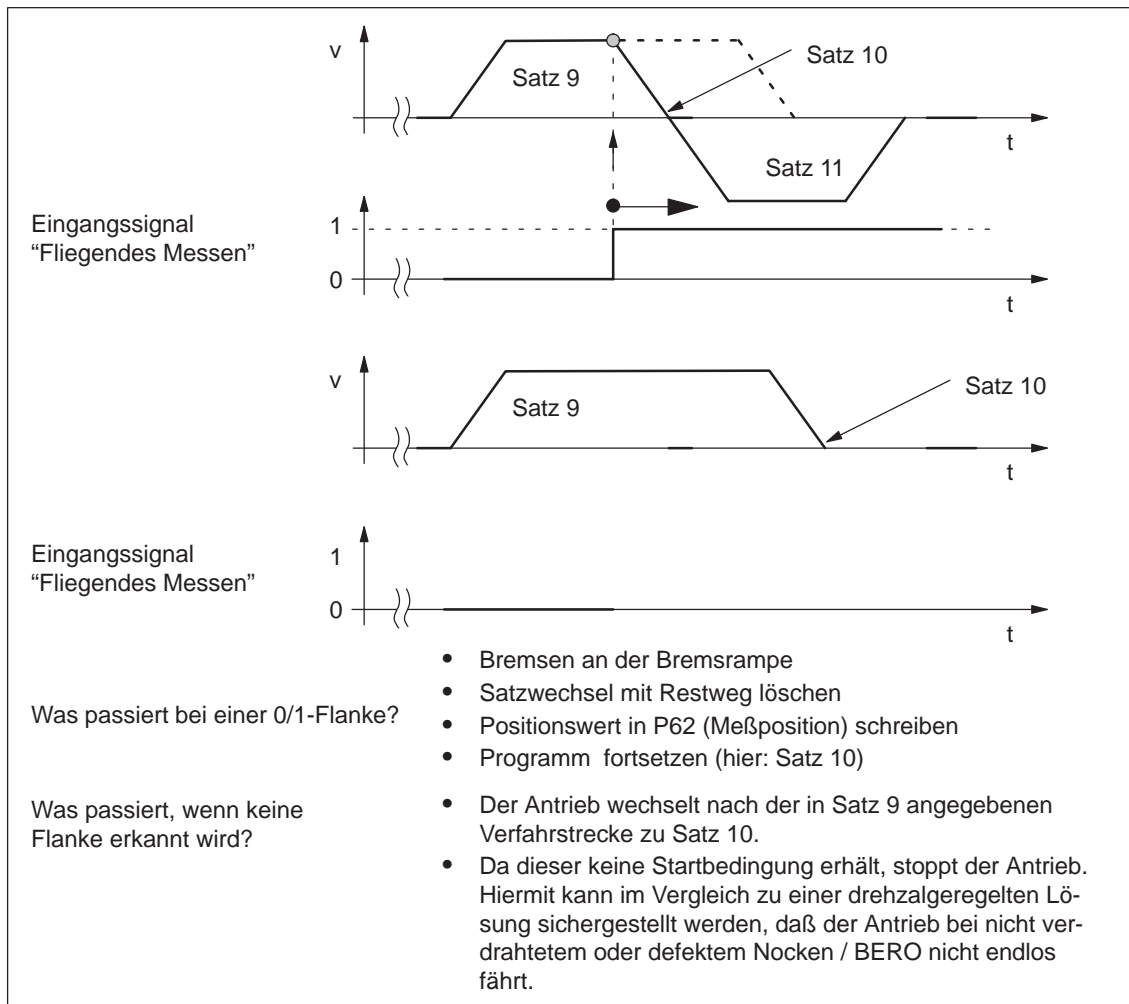 v
Satz 9
Satz 10
t
Satz 11
Eingangssignal
“Fliegendes Messen”
1
0
t
v
Satz 9
Satz 10
t
Eingangssignal
“Fliegendes Messen”
1
0
t
Was passiert bei einer 0/1-Flanke?
• Bremsen an der Bremsrampe
• Satzwechsel mit Restweg löschen
• Positionswert in P62 (Meßposition) schreiben
• Programm fortsetzen (hier: Satz 10)
Was passiert, wenn keine
Flanke erkannt wird?
• Der Antrieb wechselt nach der in Satz 9 angegebenen
Verfahrstrecke zu Satz 10.
• Da dieser keine Startbedingung erhält, stoppt der Antrieb.
Hiermit kann im Vergleich zu einer drehzalgeregelten Lö-
sung sichergestellt werden, daß der Antrieb bei nicht ver-
drahtetem oder defektem Nocken / BERO nicht endlos
fährt.